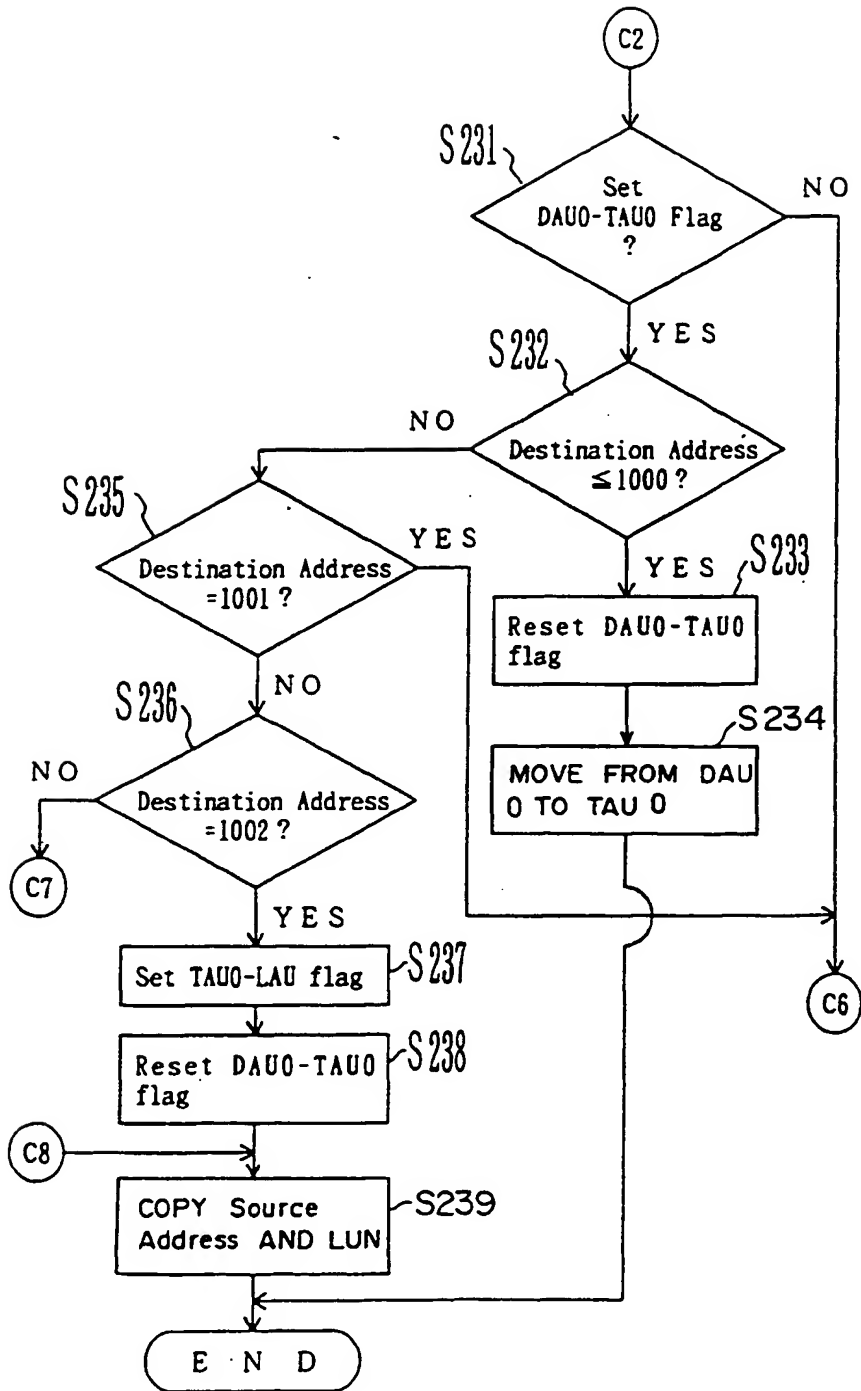 C2
S231
Set
DAU0-TAU0 Flag
?
NO
YES
S232
NO
Destination Address
≦1000?
S235
YES
Destination Address
=1001?
YES
S233
Reset DAU0-TAU0
flag
NO
S236
S234
NO
MOVE FROM DAU
0 TO TAU 0
Destination Address
=1002?
C7
YES
Set TAU0-LAU flag
S237
C6
Reset DAU0-TAU0
flag
S238
C8
COPY Source
Address AND LUN
S239
END